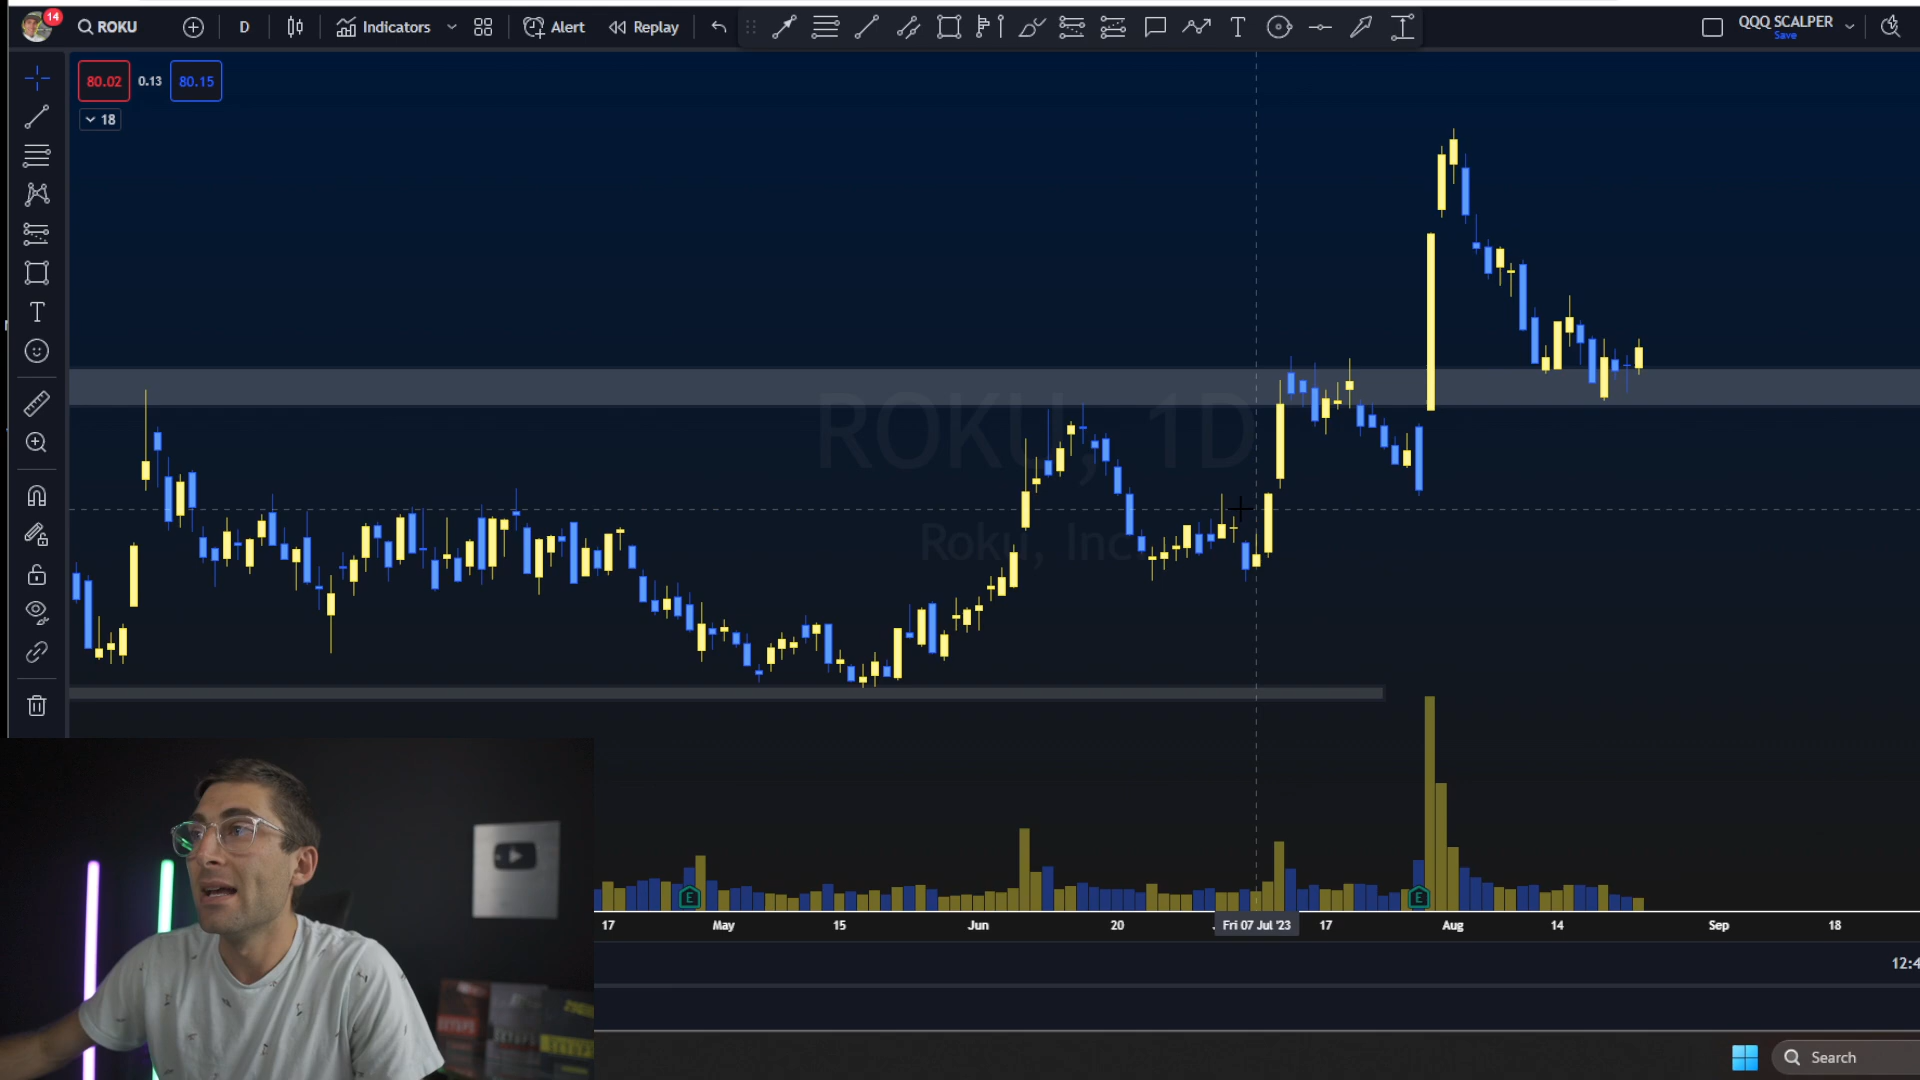 14
ROKU
D
Indicators
Alert
Replay
QQQ SCALPER
Save
80.02
0.13
80.15
18
ROKU, 1D
Roku, Inc.
E
E
17
May
15
Jun
20
Fri 07 Jul '23
17
Aug
14
Sep
18
12:4
Search